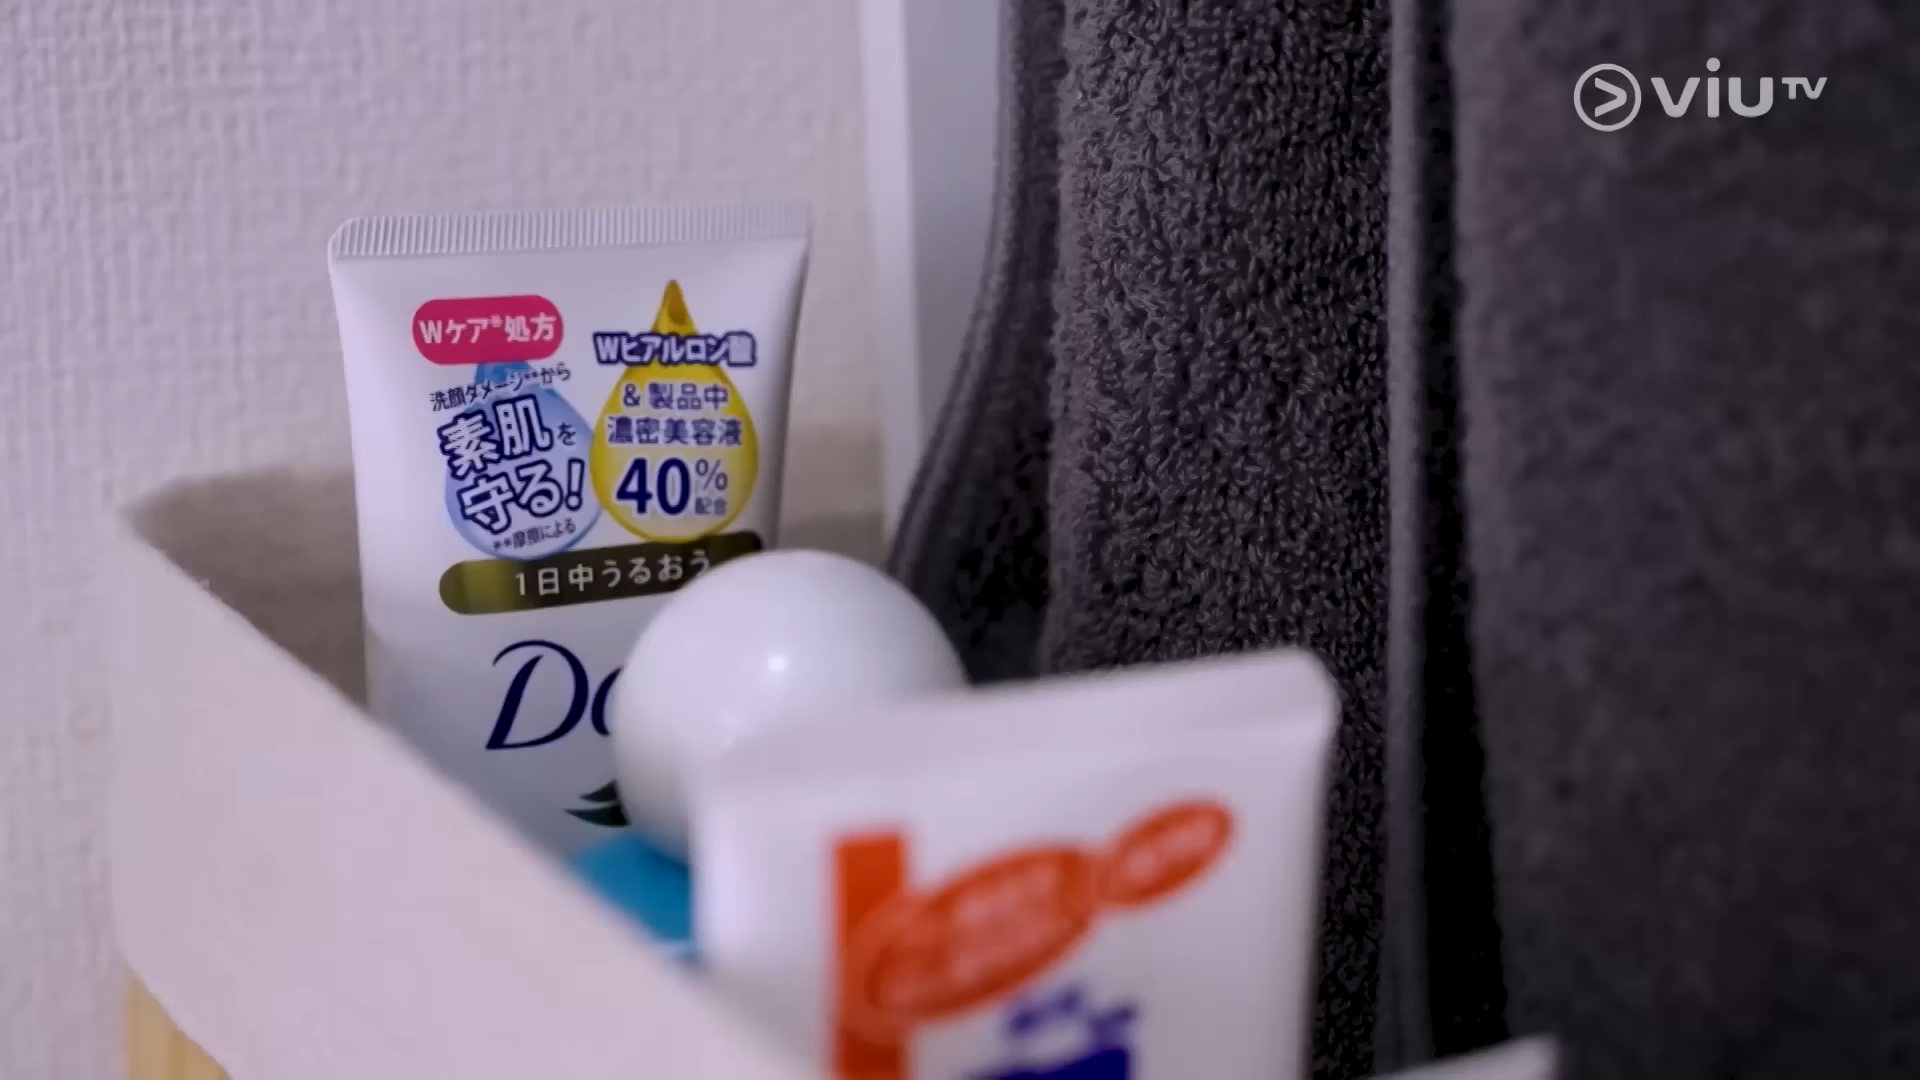 viuTV
Wケア*処方
洗顔ダメージ**から
素肌を
守る!
**摩擦による
Wヒアルロン酸
&製品中
濃密美容液
40%
配合
1日中うるおう
Do